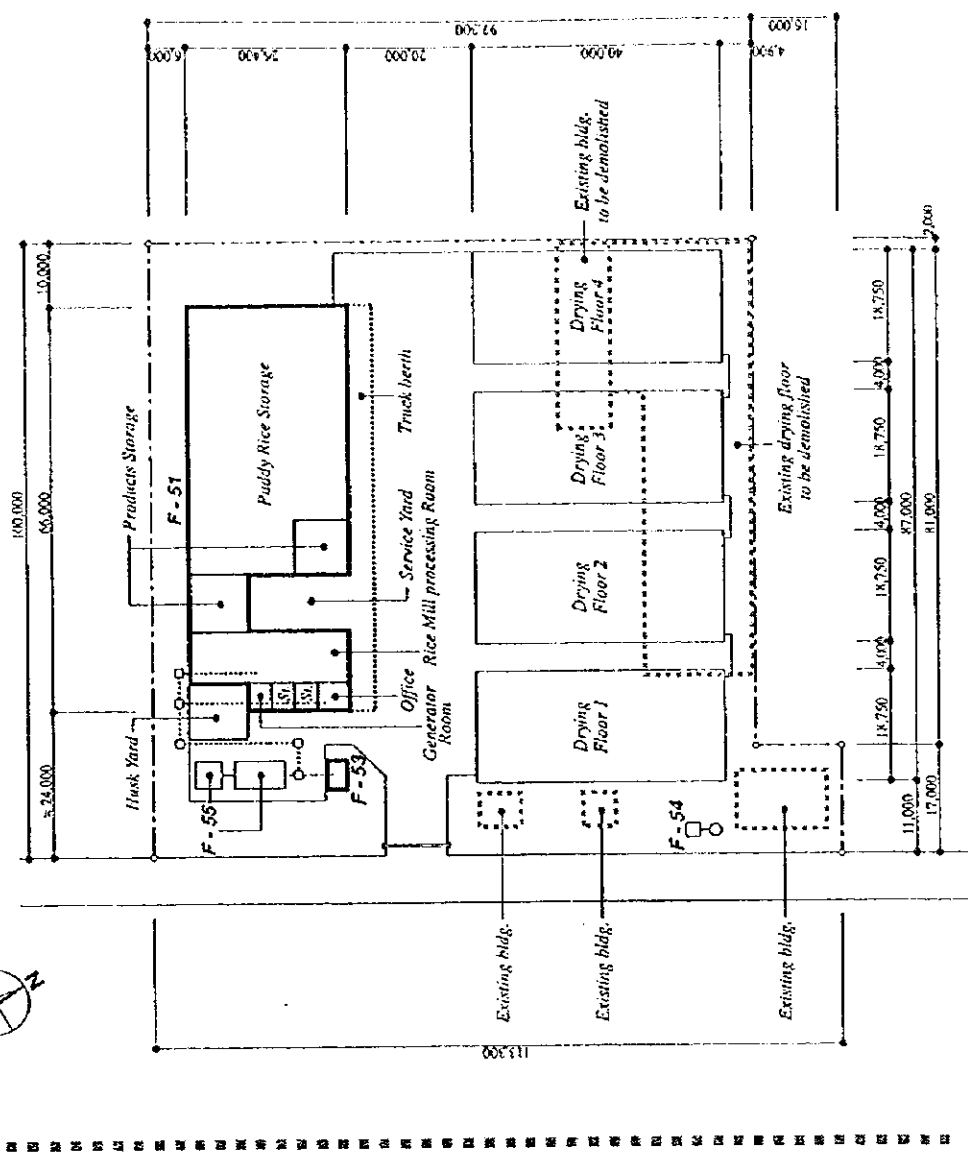 100,000
24,000
66,000
10,000
Husk Yard
Products Storage
F - 51
Paddy Rice Storage
F - 55
St.
St.
F - 53
Generator
Room
Office
Rice Mill processing Room
Service Yard
Truck berth
6,000
20,000
40,000
4,900
97,300
113,300
Drying
Floor 1
Drying
Floor 2
Drying
Floor 3
Drying
Floor 4
Existing bldg.
to be demolished
Existing bldg.
Existing bldg.
F - 54
Existing bldg.
Existing drying floor
to be demolished
18,750
4,000
18,750
4,000
18,750
4,000
18,750
2,000
11,000
87,000
17,000
81,000
N